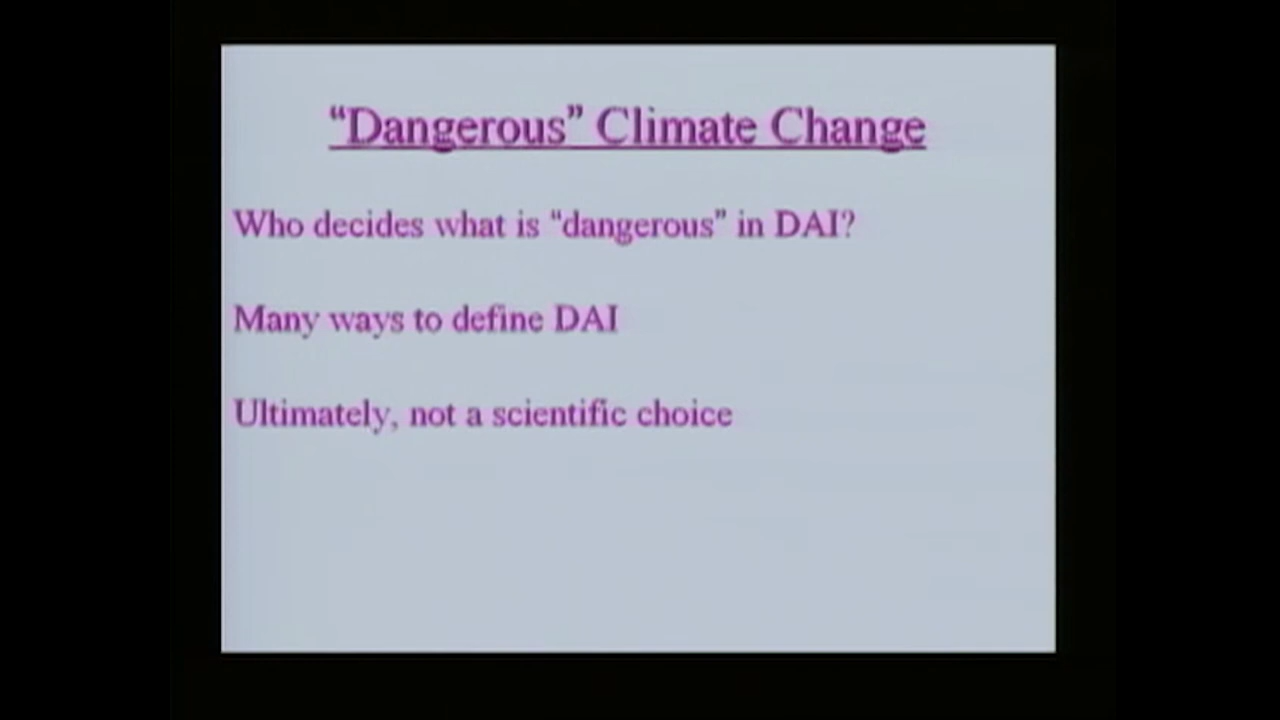 “Dangerous” Climate Change
Who decides what is “dangerous” in DAI?
Many ways to define DAI
Ultimately, not a scientific choice